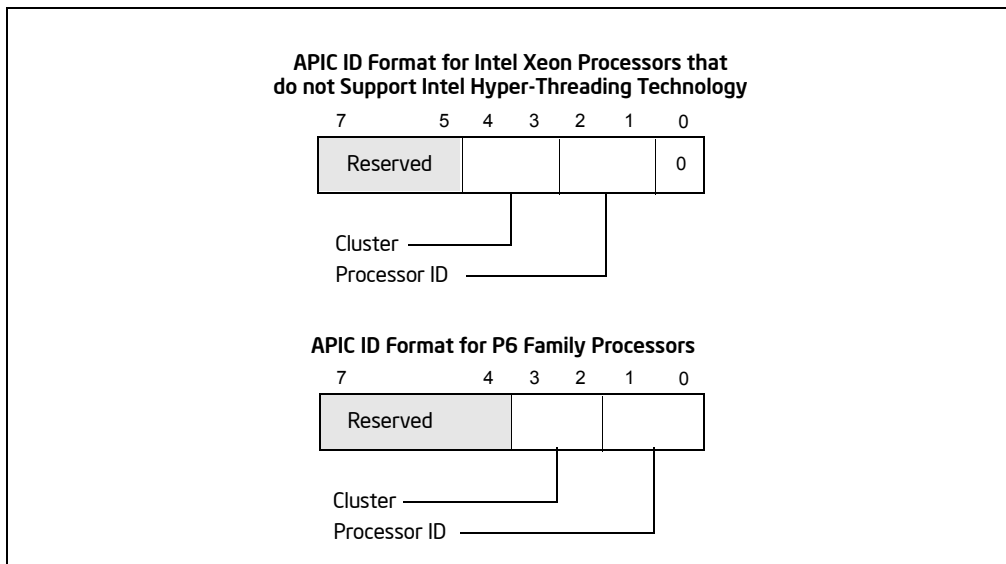 APIC ID Format for Intel Xeon Processors that
do not Support Intel Hyper-Threading Technology
7 5 4 3 2 1 0
Reserved 0
Cluster
Processor ID
APIC ID Format for P6 Family Processors
7 4 3 2 1 0
Reserved
Cluster
Processor ID